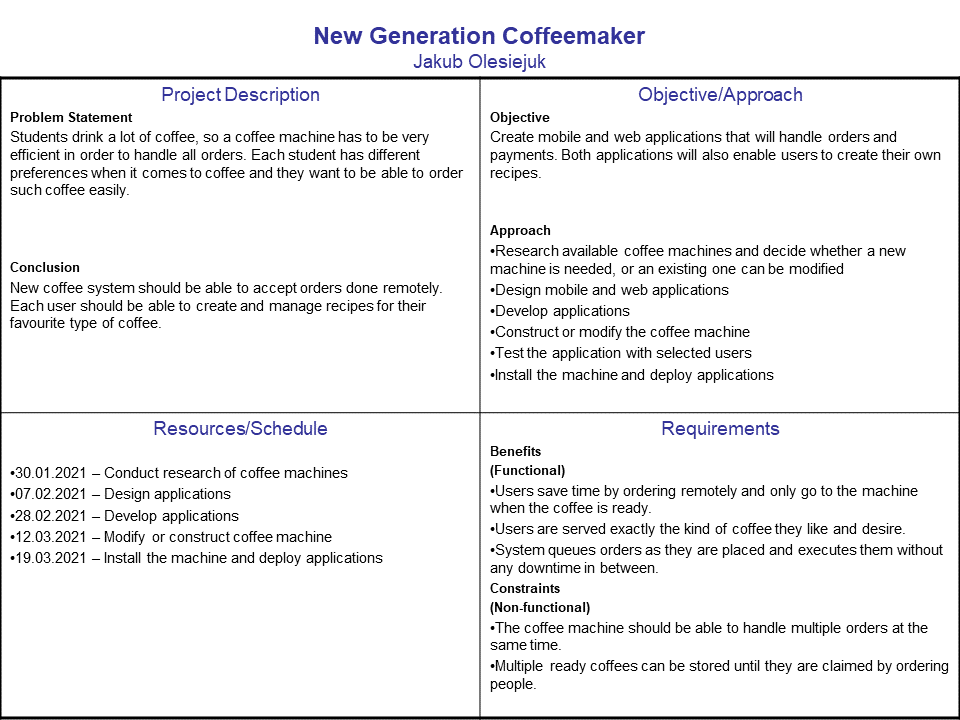 New Generation Coffeemaker
Jakub Olesiejuk
Project Description
Problem Statement
Students drink a lot of coffee, so a coffee machine has to be very
efficient in order to handle all orders. Each student has different
preferences when it comes to coffee and they want to be able to order
such coffee easily.
Conclusion
New coffee system should be able to accept orders done remotely.
Each user should be able to create and manage recipes for their
favourite type of coffee.
Objective/Approach
Objective
Create mobile and web applications that will handle orders and
payments. Both applications will also enable users to create their own
recipes.
Approach
•Research available coffee machines and decide whether a new
machine is needed, or an existing one can be modified
•Design mobile and web applications
•Develop applications
•Construct or modify the coffee machine
•Test the application with selected users
•Install the machine and deploy applications
Resources/Schedule
•30.01.2021 – Conduct research of coffee machines
•07.02.2021 – Design applications
•28.02.2021 – Develop applications
•12.03.2021 – Modify or construct coffee machine
•19.03.2021 – Install the machine and deploy applications
Requirements
Benefits
(Functional)
•Users save time by ordering remotely and only go to the machine
when the coffee is ready.
•Users are served exactly the kind of coffee they like and desire.
•System queues orders as they are placed and executes them without
any downtime in between.
Constraints
(Non-functional)
•The coffee machine should be able to handle multiple orders at the
same time.
•Multiple ready coffees can be stored until they are claimed by ordering
people.